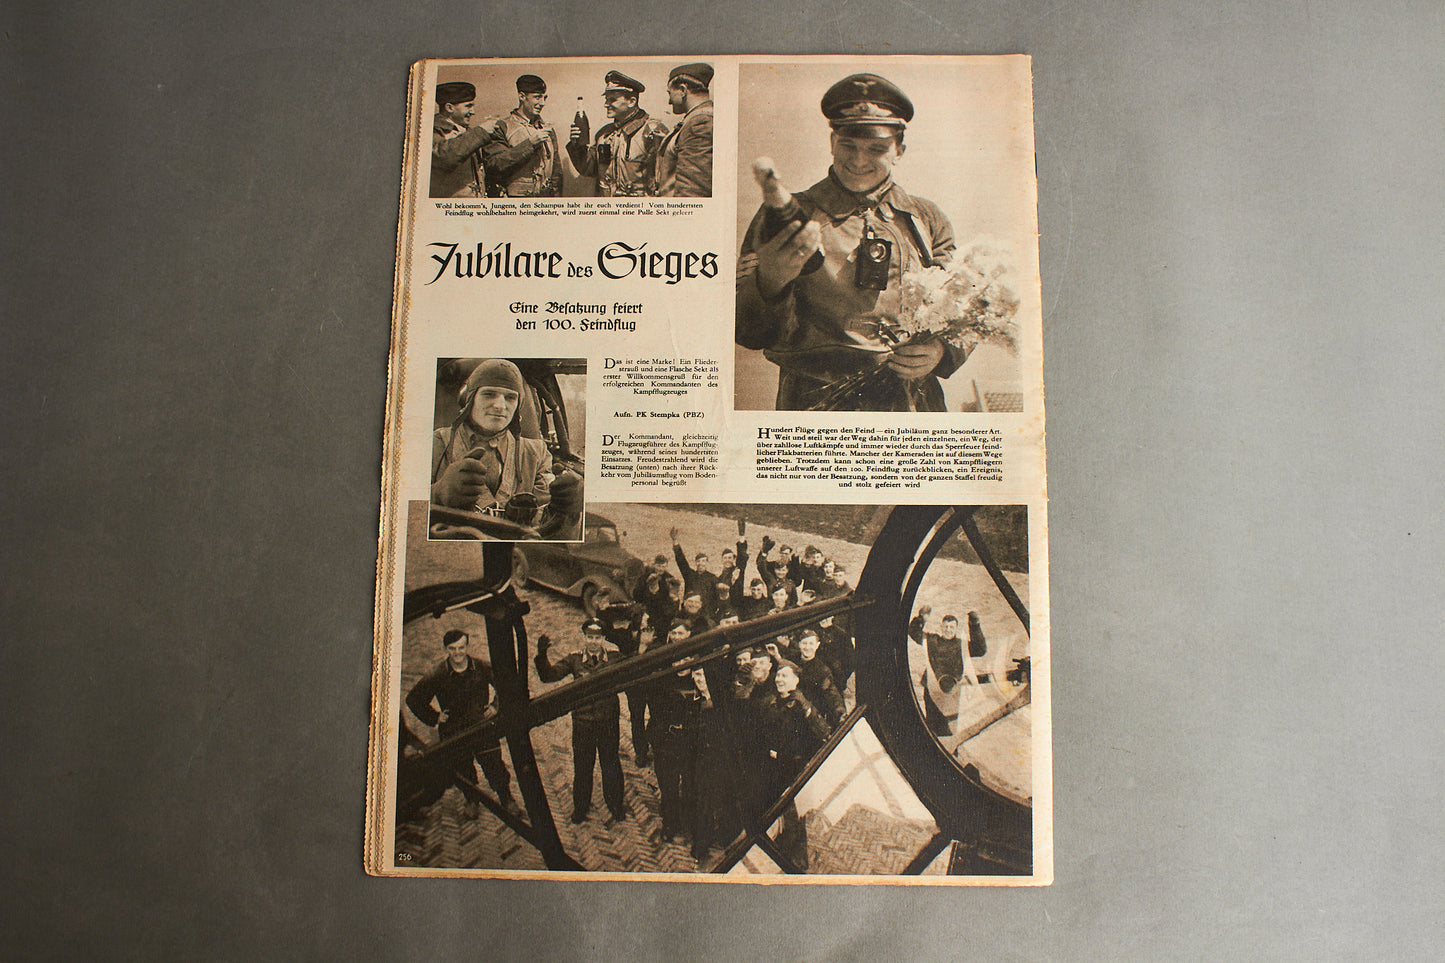 Wohl bekomm's, Jungens, den Schampus habt ihr euch verdient! Vom hundertsten
Feindflug wohlbehalten heimgekehrt, wird zuerst einmal eine Pulle Sekt geleert
Jubilare des Sieges
Eine Besatzung feiert
den 100. Feindflug
Das ist eine Marke! Ein Flieder-
strauß und eine Flasche Sekt als
erster Willkommensgruß für den
erfolgreichen Kommandanten des
Kampfflugzeuges
Aufn. PK Stempka (PBZ)
Der Kommandant, gleichzeitig
Flugzeugführer des Kampfflug-
zeuges, während seines hundertsten
Einsatzes. Freudestrahlend wird die
Besatzung (unten) nach ihrer Rück-
kehr vom Jubiläumsflug vom Boden-
personal begrüßt
Hundert Flüge gegen den Feind — ein Jubiläum ganz besonderer Art.
Weit und steil war der Weg dahin für jeden einzelnen, ein Weg, der
über zahllose Luftkämpfe und immer wieder durch das Sperrfeuer feind-
licher Flakbatterien führte. Mancher der Kameraden ist auf diesem Wege
geblieben. Trotzdem kann schon eine große Zahl von Kampffliegern
unserer Luftwaffe auf den 100. Feindflug zurückblicken, ein Ereignis,
das nicht nur von der Besatzung, sondern von der ganzen Staffel freudig
und stolz gefeiert wird
256